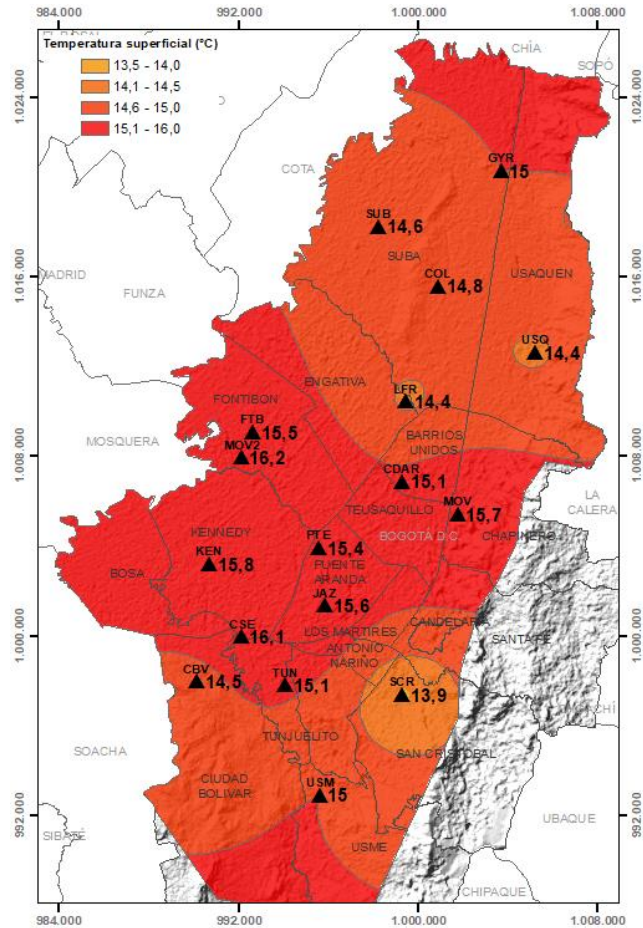 984.000
992.000
1.000.000
1.008.000
Temperatura superficial (°C)
13,5 - 14,0
14,1 - 14,5
14,6 - 15,0
15,1 - 16,0
CHÍA
SOPÓ
1.024.000
1.024.000
COTA
GYR
15
SUB
14,6
SUBA
COL
14,8
USAQUEN
1.016.000
1.016.000
MADRID
FUNZA
USQ
14,4
ENGATIVA
LFR
14,4
FONTIBON
FTB
15,5
BARRIOS
UNIDOS
MOSQUERA
MOV2
16,2
1.008.000
1.008.000
CDAR
15,1
TEUSAQUILLO
MOV
15,7
LA
CALERA
KENNEDY
PTE
15,4
BOGOTÁ D.C.
CHAPINERO
KEN
15,8
PUENTE
ARANDA
BOSA
JAZ
15,6
CSE
16,1
LOS MARTIRES
CANDELARIA
1.000.000
1.000.000
ANTONIO
NARIÑO
SANTA FE
CBV
14,5
TUN
15,1
SCR
13,9
TUNJUELITO
SOACHA
SAN CRISTOBAL
CIUDAD
BOLIVAR
USM
15
992.000
992.000
UBAQUE
USME
CHIPAQUE
984.000
992.000
1.000.000
1.008.000